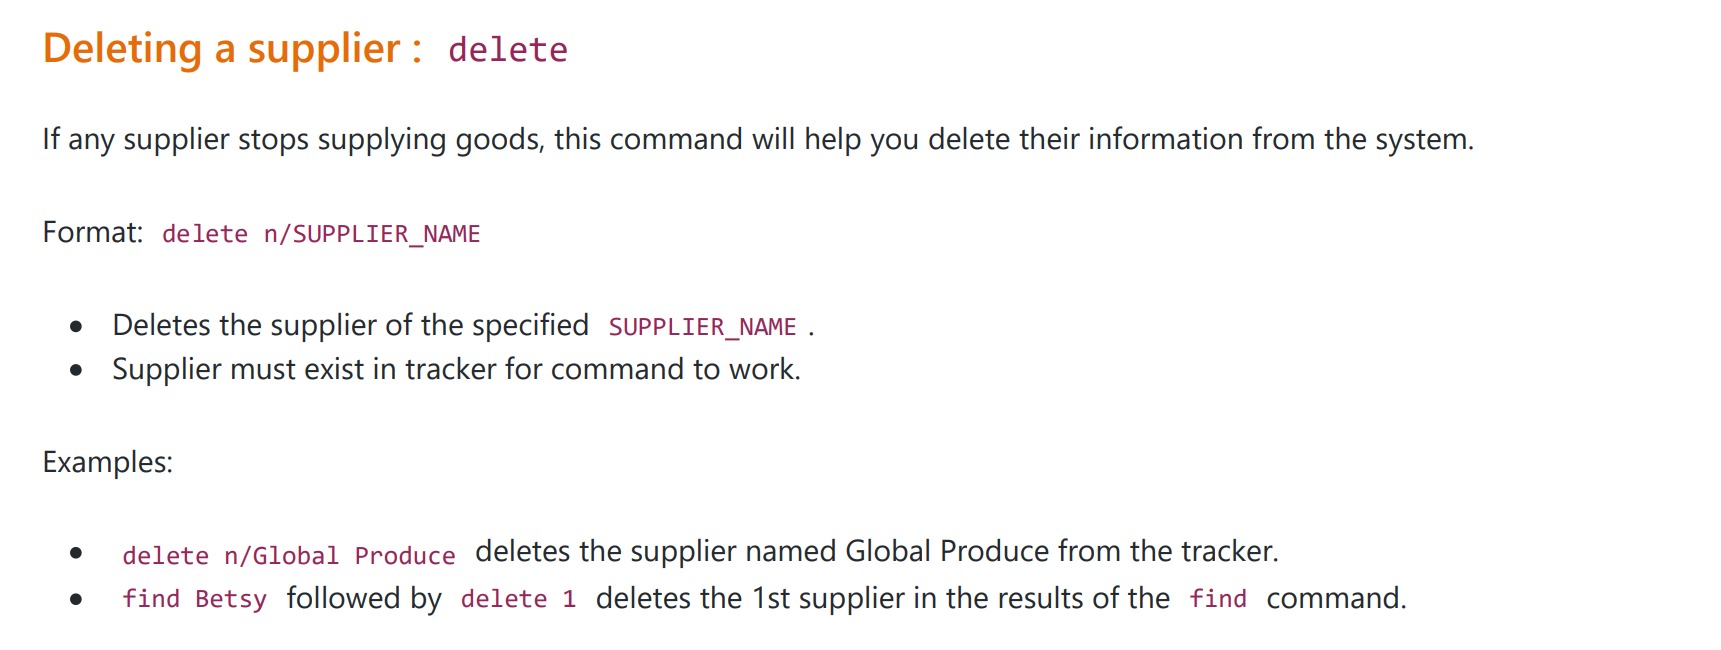 Deleting a supplier : delete
If any supplier stops supplying goods, this command will help you delete their information from the system.
Format: delete n/SUPPLIER_NAME
• Deletes the supplier of the specified SUPPLIER_NAME .
• Supplier must exist in tracker for command to work.
Examples:
• delete n/Global Produce deletes the supplier named Global Produce from the tracker.
• find Betsy followed by delete 1 deletes the 1st supplier in the results of the find command.